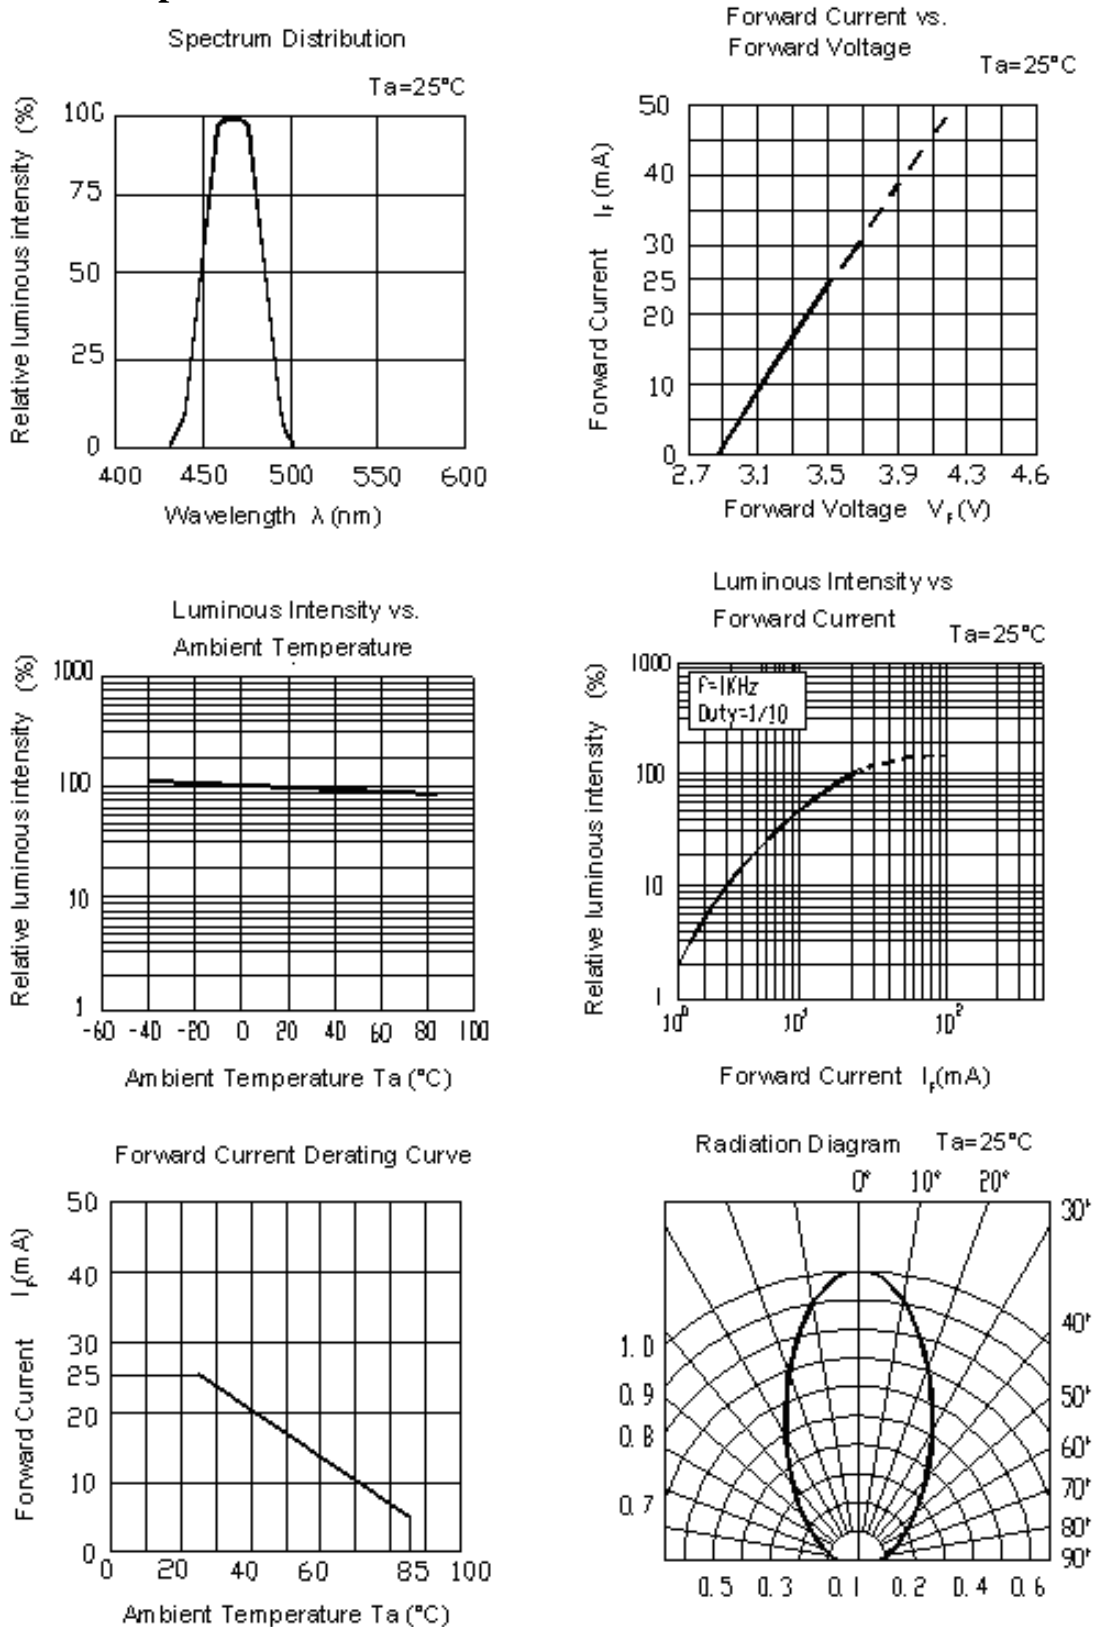 Spectrum Distribution
Ta=25°C
Relative luminous intensity (%)
100
75
50
25
0
400 450 500 550 600
Wavelength λ (nm)
Forward Current vs.
Forward Voltage
Ta=25°C
Forward Current IF (mA)
50
40
30
25
20
10
0
2.7 3.1 3.5 3.9 4.3 4.6
Forward Voltage VF (V)
Luminous Intensity vs.
Ambient Temperature
Relative luminous intensity (%)
1000
100
10
1
-60 -40 -20 0 20 40 60 80 100
Ambient Temperature Ta (°C)
Luminous Intensity vs
Forward Current
Ta=25°C
F=1KHz
Duty=1/10
Relative luminous intensity (%)
1000
100
10
1
10⁰ 10¹ 10²
Forward Current IF(mA)
Forward Current Derating Curve
Forward Current IF(mA)
50
40
30
25
20
10
0
0 20 40 60 85 100
Ambient Temperature Ta (°C)
Radiation Diagram Ta=25°C
0° 10° 20°
30°
40°
50°
60°
70°
80°
90°
1.0
0.9
0.8
0.7
0.5 0.3 0.1 0.2 0.4 0.6